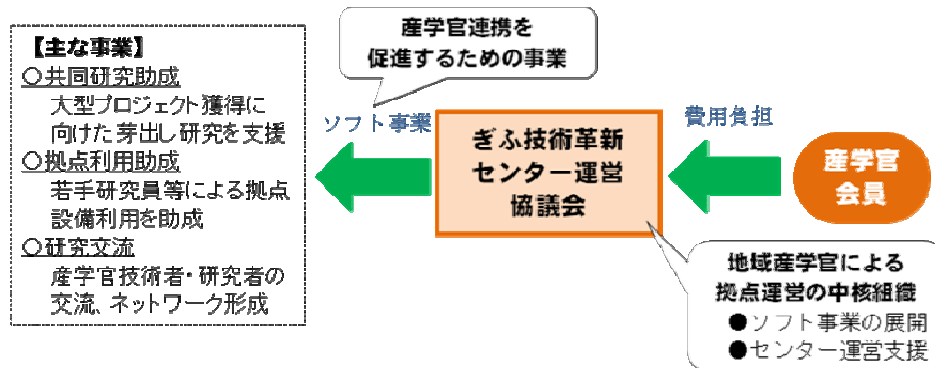 【主な事業】
○共同研究助成
大型プロジェクト獲得に
向けた芽出し研究を支援
○拠点利用助成
若手研究員等による拠点
設備利用を助成
○研究交流
産学官技術者・研究者の
交流、ネットワーク形成
産学官連携を
促進するための事業
ソフト事業
ぎふ技術革新
センター運営
協議会
費用負担
産学官
会員
地域産学官による
拠点運営の中核組織
●ソフト事業の展開
●センター運営支援